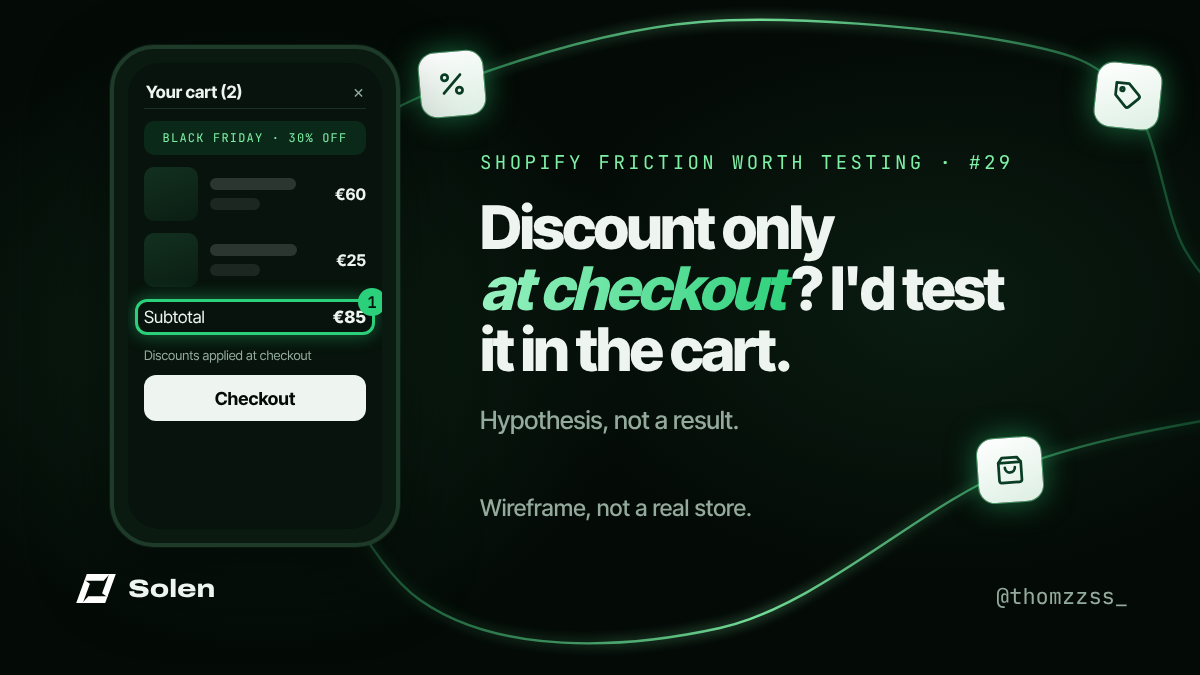 Your cart (2)
×
BLACK FRIDAY · 30% OFF
€60
€25
1
Subtotal €85
Discounts applied at checkout
Checkout
%
SHOPIFY FRICTION WORTH TESTING · #29
Discount only
at checkout? I'd test
it in the cart.
Hypothesis, not a result.
Wireframe, not a real store.
Solen
@thomzzss_